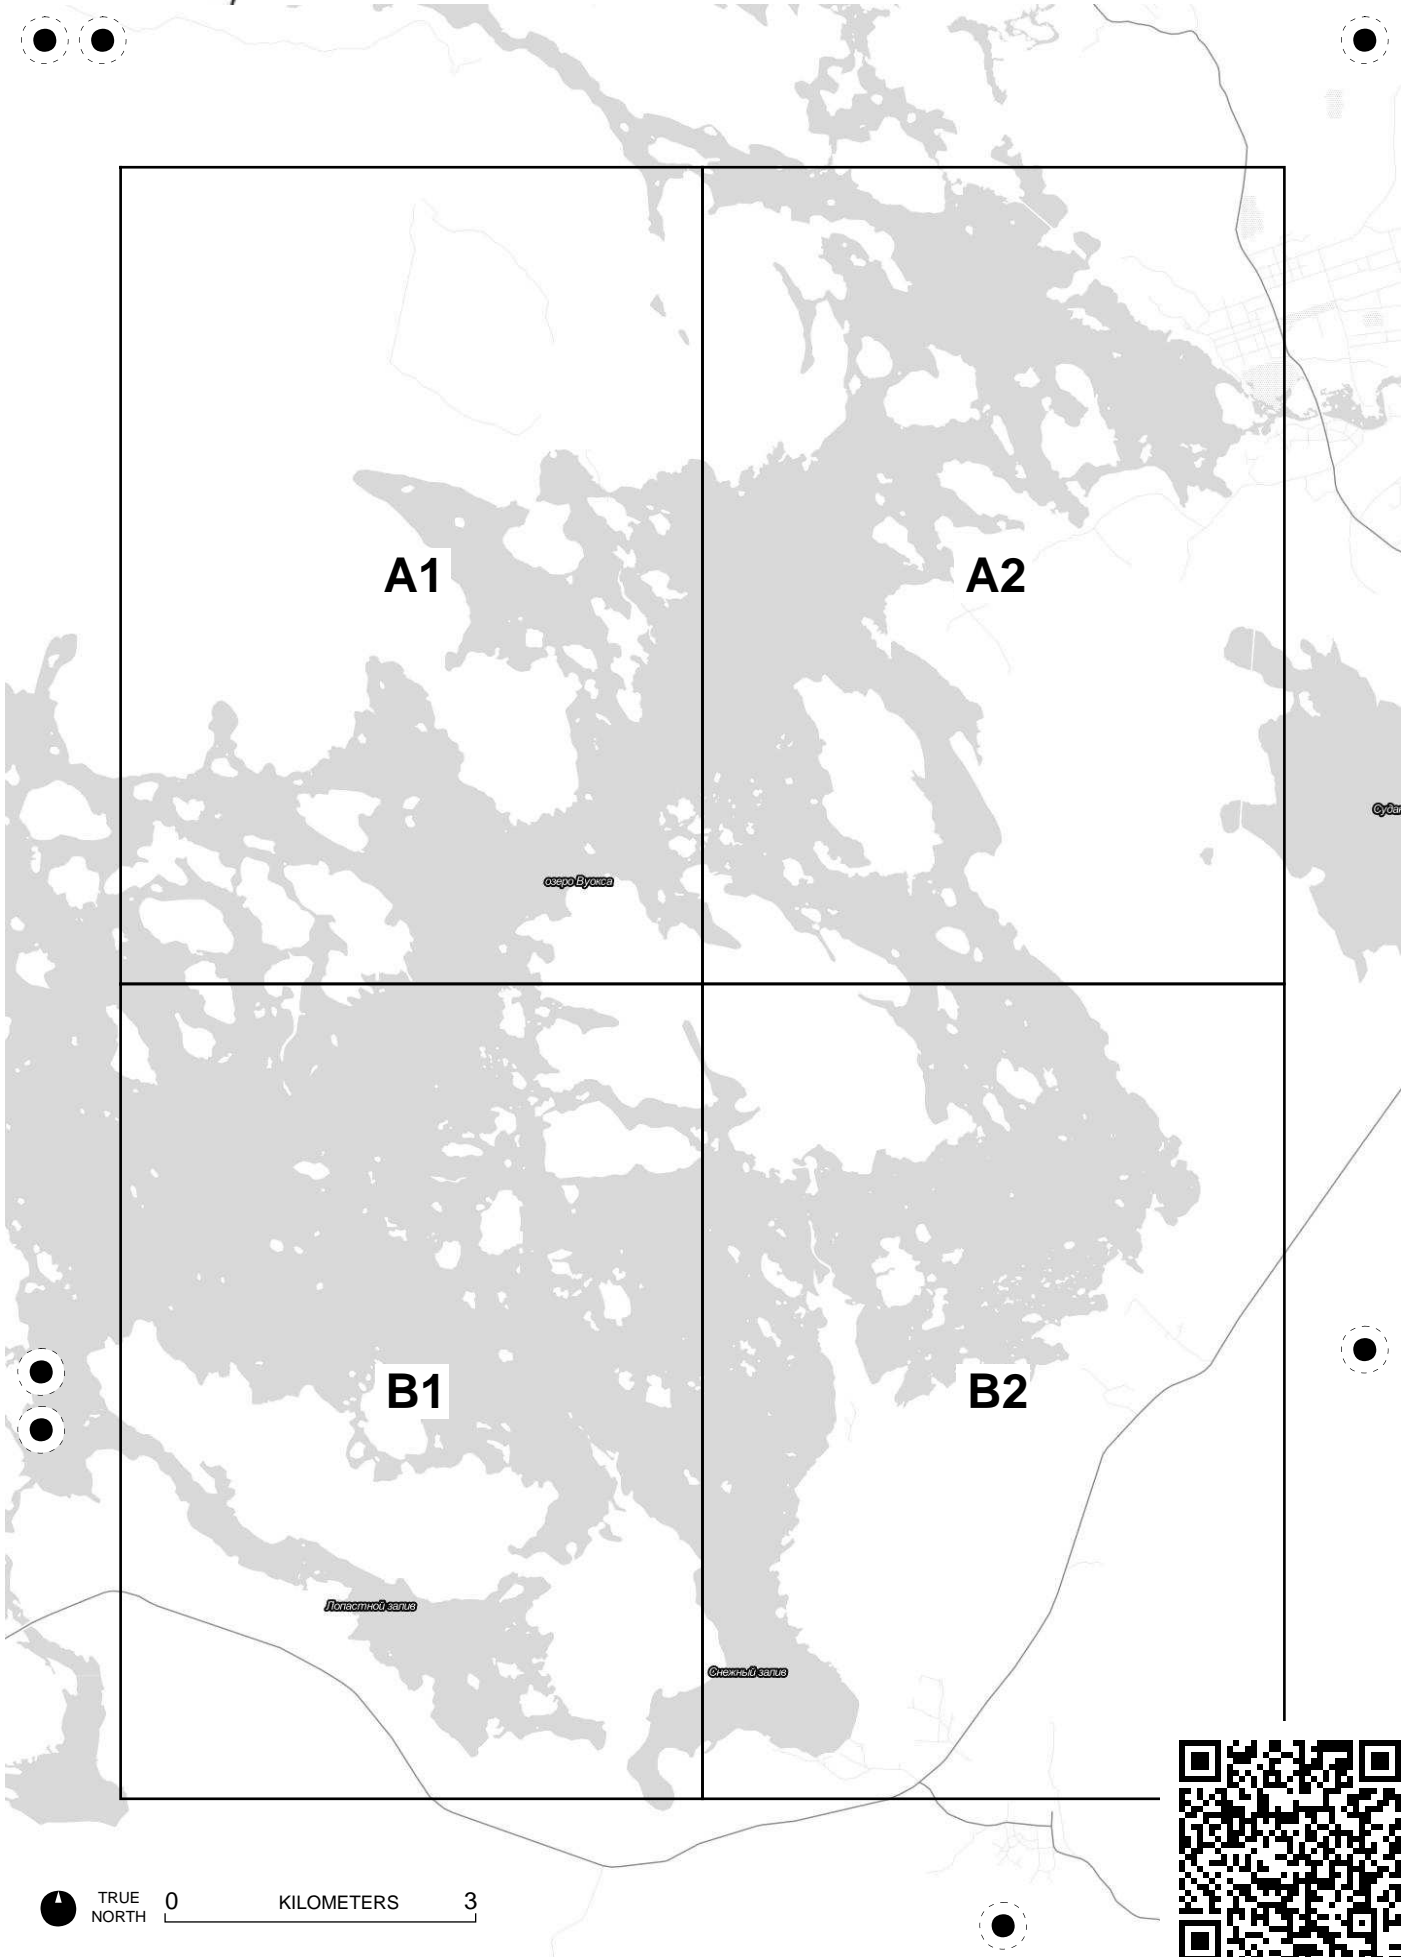 A1
A2
озеро Вуокса
B1
B2
Лопастной залив
Снежный залив
TRUE
NORTH
0 KILOMETERS 3